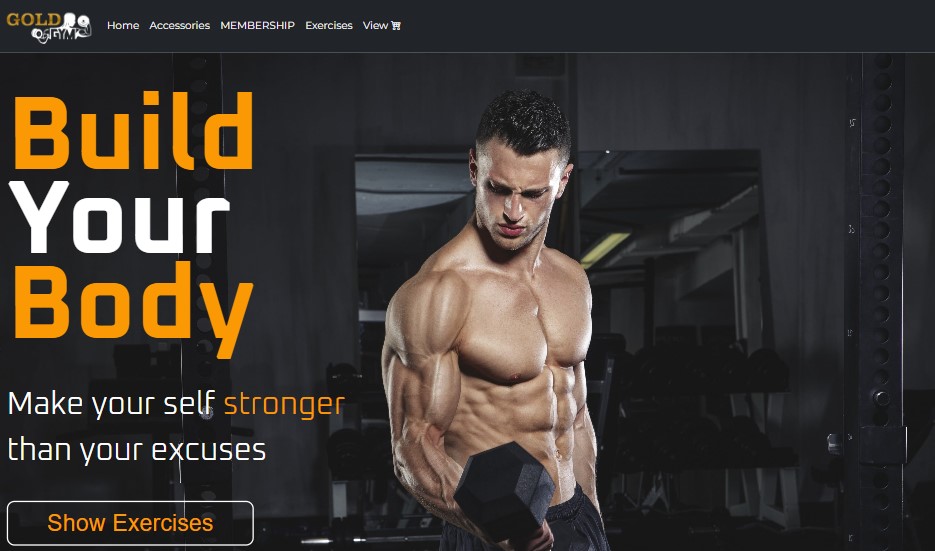 GOLD
GYM
Home Accessories MEMBERSHIP Exercises View
Build
Your
Body
Make your self stronger
than your excuses
Show Exercises